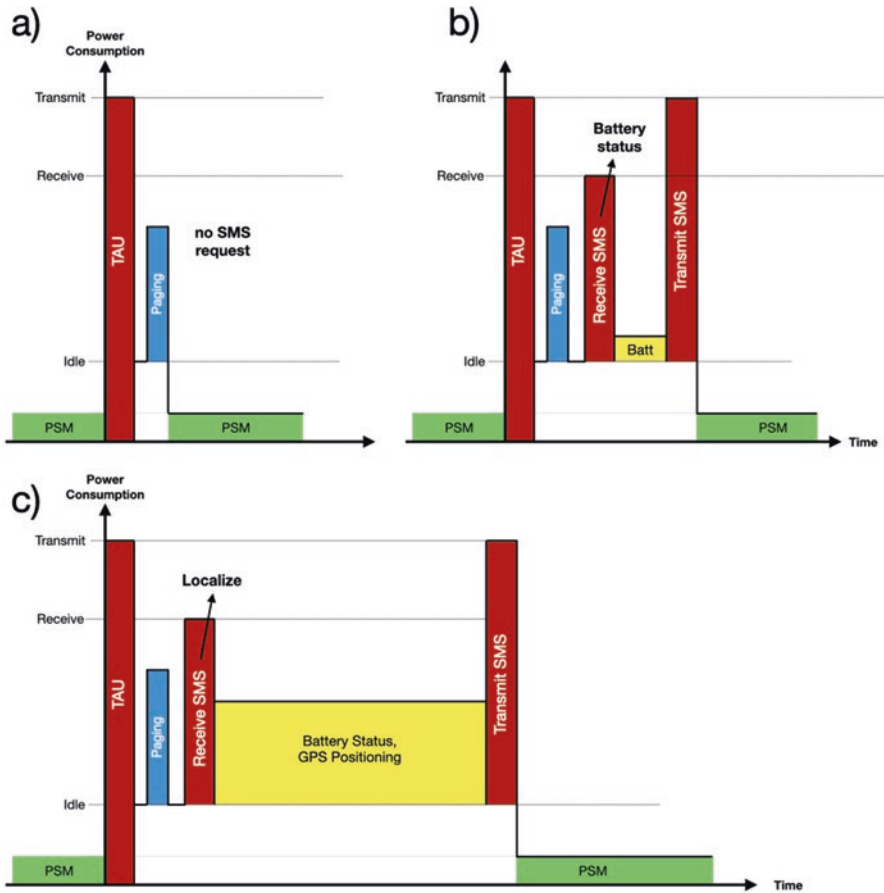 a)
Power
Consumption
Transmit
Receive
Idle
TAU
Paging
no SMS
request
PSM
PSM
b)
Battery
status
Transmit
Receive
Idle
TAU
Paging
Receive SMS
Batt
Transmit SMS
PSM
PSM
Time
c)
Power
Consumption
Transmit
Receive
Idle
TAU
Paging
Localize
Receive SMS
Battery Status,
GPS Positioning
Transmit SMS
PSM
PSM
Time